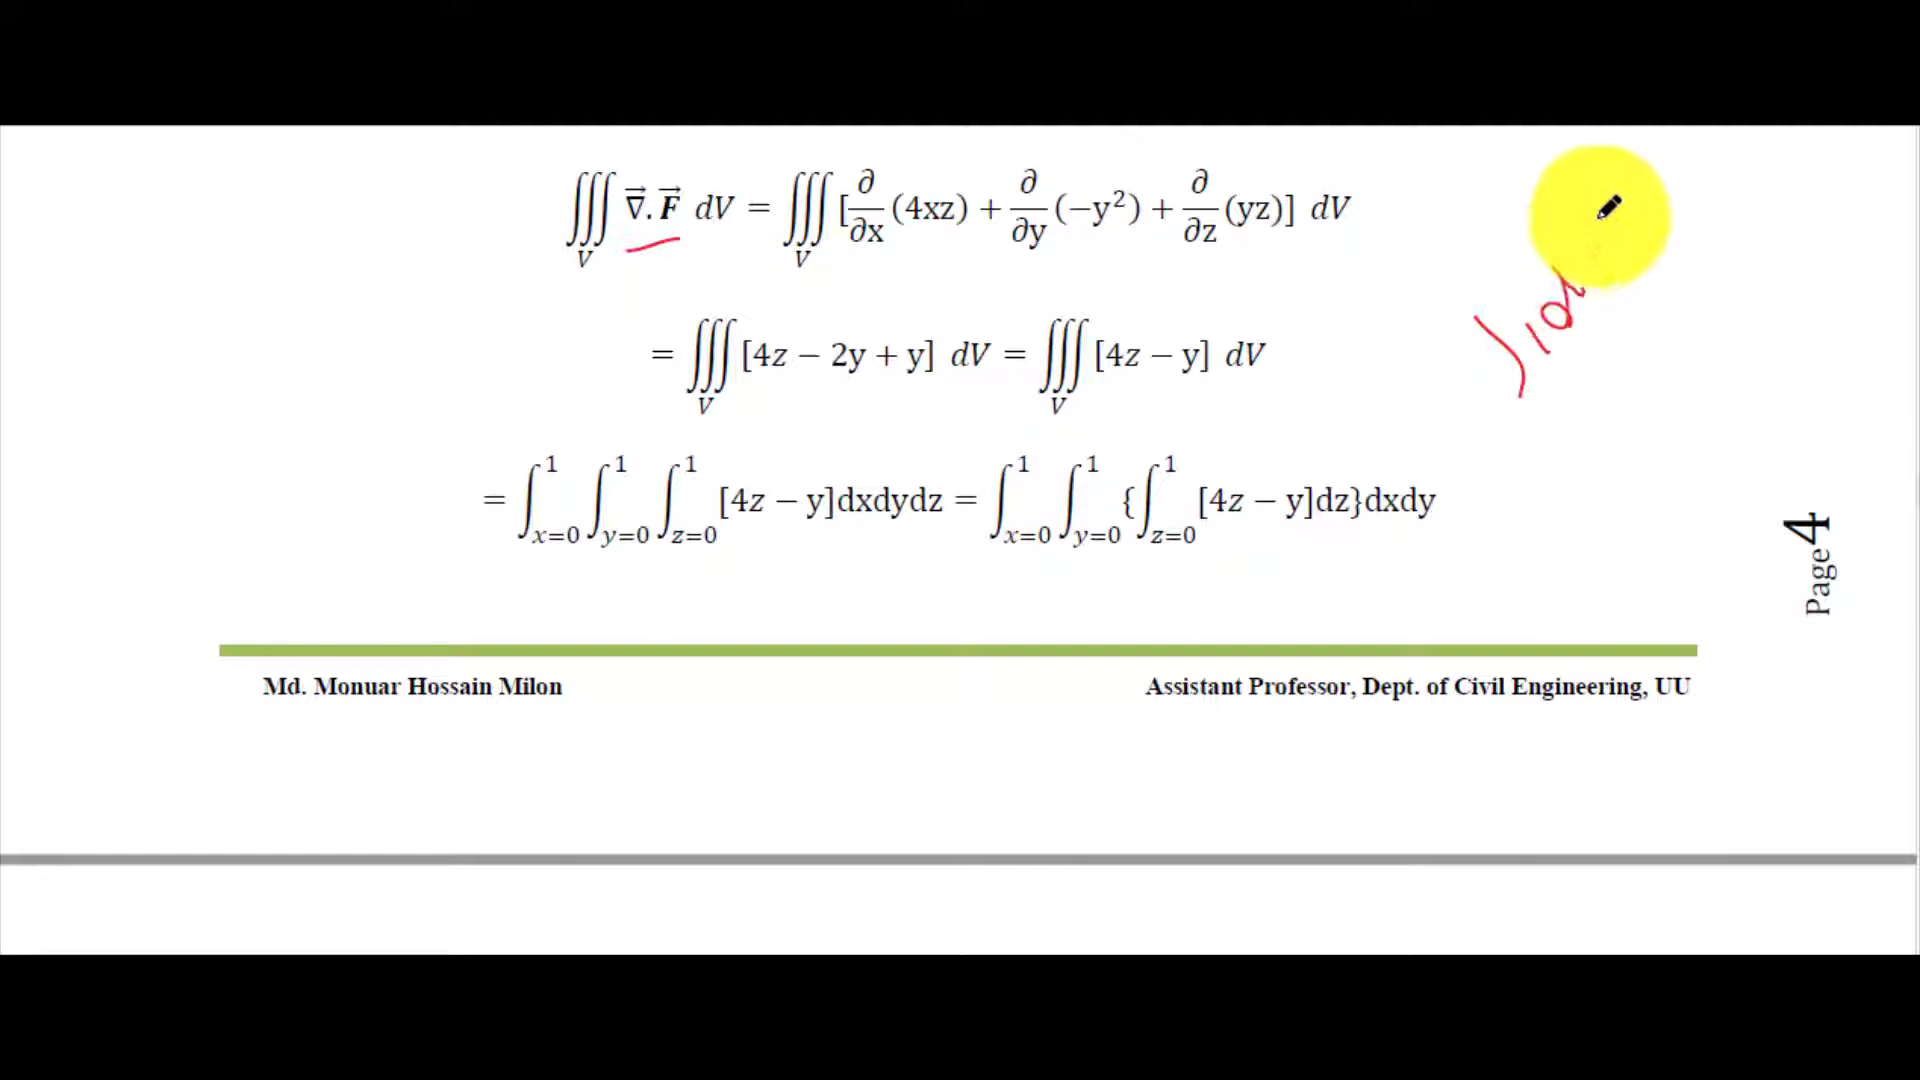 ∭_V ∇⃗.F⃗ dV = ∭_V [∂/∂x (4xz) + ∂/∂y (−y²) + ∂/∂z (yz)] dV
= ∭_V [4z − 2y + y] dV = ∭_V [4z − y] dV
= ∫_{x=0}^{1} ∫_{y=0}^{1} ∫_{z=0}^{1} [4z − y]dxdydz = ∫_{x=0}^{1} ∫_{y=0}^{1} {∫_{z=0}^{1} [4z − y]dz}dxdy
Page 4
Md. Monuar Hossain Milon
Assistant Professor, Dept. of Civil Engineering, UU